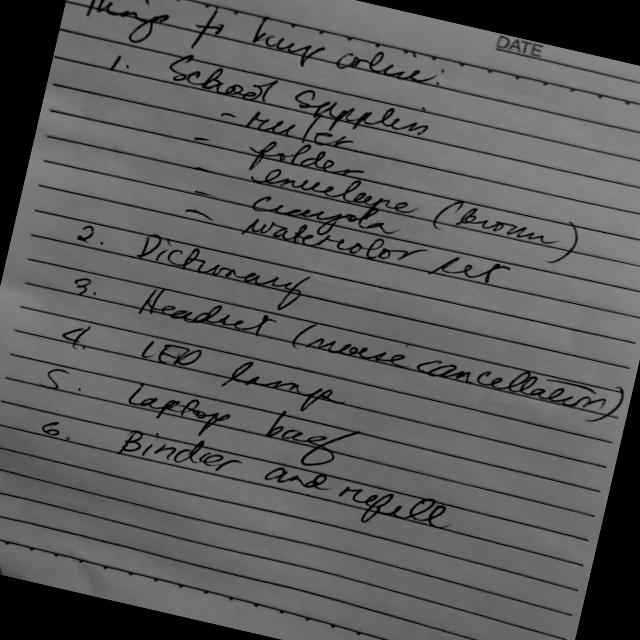 DATE
Things to buy online:
1. School Supplies
- ruler
- folder
- envelope (brown)
- crayola
- watercolor set
2. Dictionary
3. Headset (noise cancellation)
4 LED lamp
5. Laptop bag
6. Binder and refill